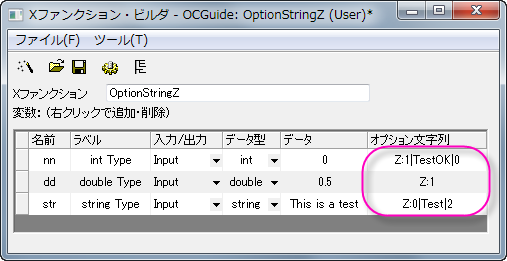 Xファンクション・ビルダ - OCGuide: OptionStringZ (User)*
ファイル(F) ツール(T)
Xファンクション OptionStringZ
変数: (右クリックで追加・削除)
名前 ラベル 入力/出力 データ型 データ オプション文字列
nn int Type Input int 0 Z:1|TestOK|0
dd double Type Input double 0.5 Z:1
str string Type Input string This is a test Z:0|Test|2